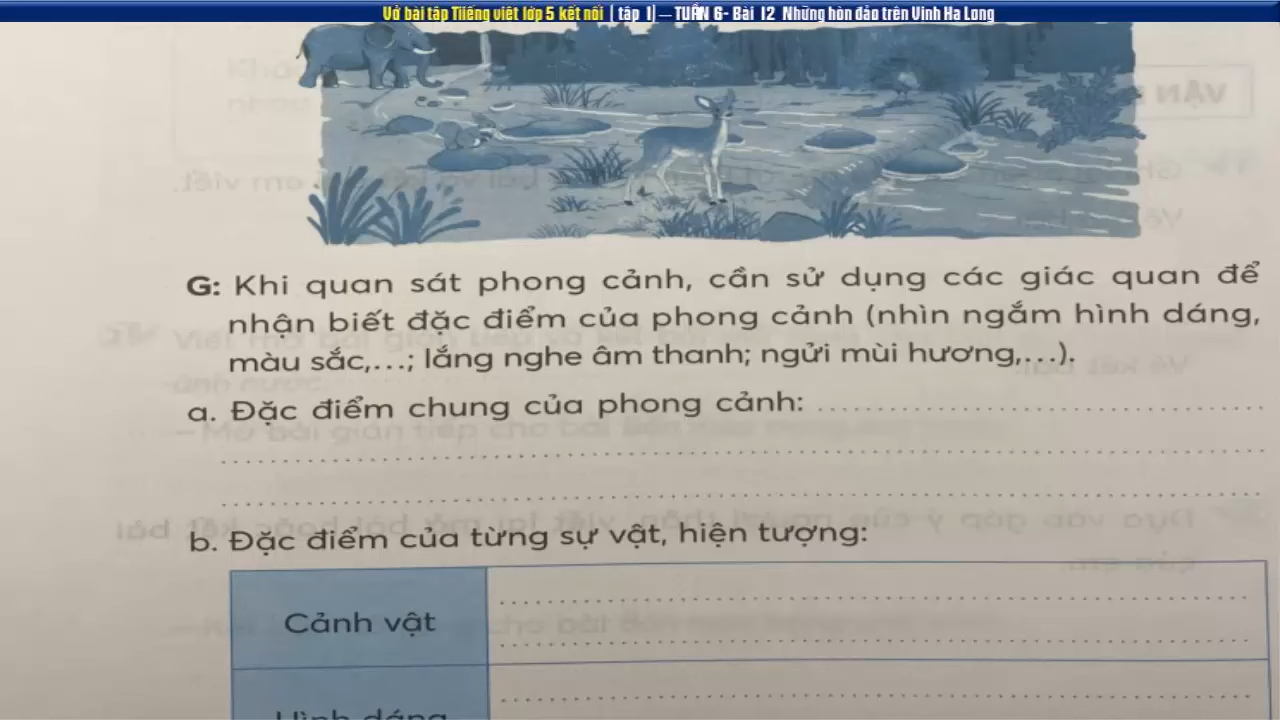 Vở bài tập Tiếng việt lớp 5 kết nối ( tập 1) – TUẦN 6- Bài 12 Những hòn đảo trên Vịnh Hạ Long
G: Khi quan sát phong cảnh, cần sử dụng các giác quan để
nhận biết đặc điểm của phong cảnh (nhìn ngắm hình dáng,
màu sắc,...; lắng nghe âm thanh; ngửi mùi hương,...).
a. Đặc điểm chung của phong cảnh:
b. Đặc điểm của từng sự vật, hiện tượng:
Cảnh vật
Hình dáng